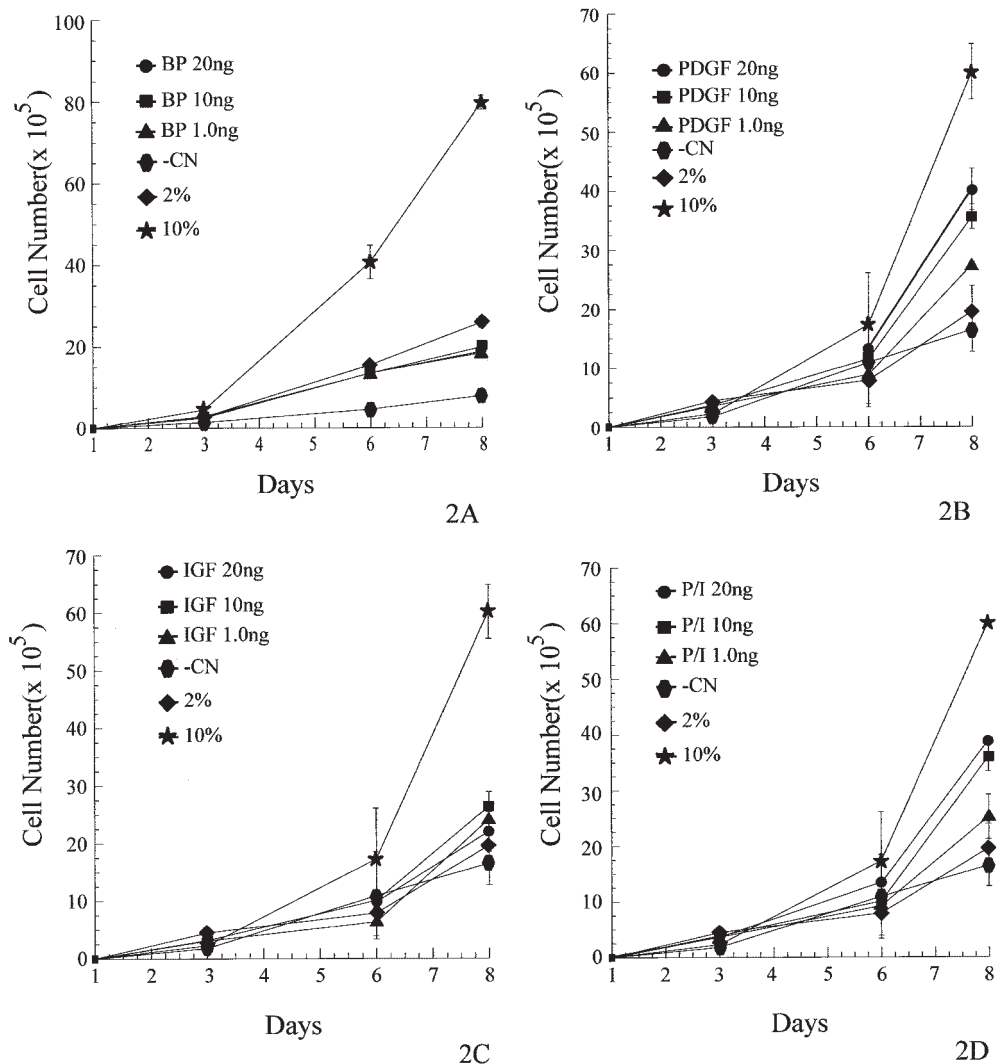 100
80
60
40
20
0
Cell Number(x 10^5)
BP 20ng
BP 10ng
BP 1.0ng
-CN
2%
10%
1 2 3 4 5 6 7 8
Days
2A
70
60
50
40
30
20
10
0
Cell Number(x 10^5)
PDGF 20ng
PDGF 10ng
PDGF 1.0ng
-CN
2%
10%
1 2 3 4 5 6 7 8
Days
2B
70
60
50
40
30
20
10
0
Cell Number(x 10^5)
IGF 20ng
IGF 10ng
IGF 1.0ng
-CN
2%
10%
1 2 3 4 5 6 7 8
Days
2C
70
60
50
40
30
20
10
0
Cell Number(x 10^5)
P/I 20ng
P/I 10ng
P/I 1.0ng
-CN
2%
10%
1 2 3 4 5 6 7 8
Days
2D